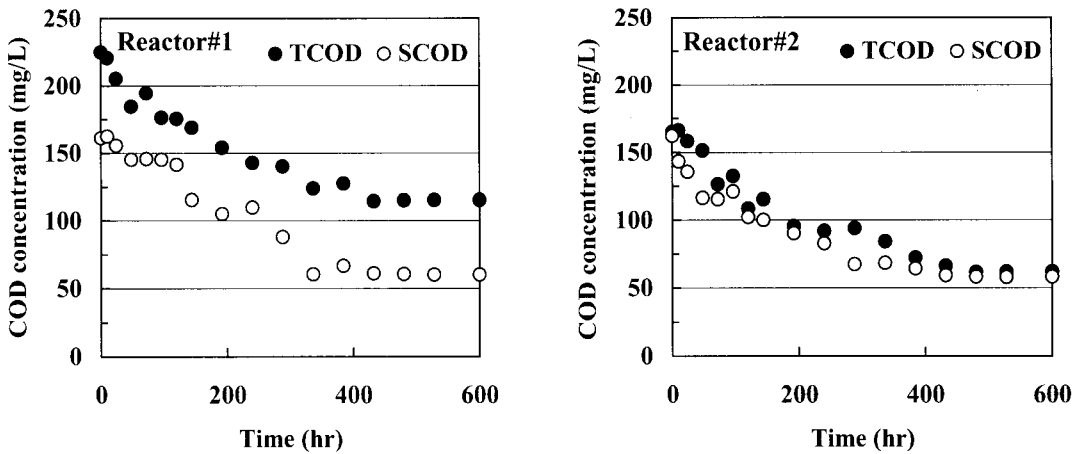 Reactor#1
TCOD SCOD
COD concentration (mg/L)
250
200
150
100
50
0
0 200 400 600
Time (hr)
Reactor#2
TCOD SCOD
COD concentration (mg/L)
250
200
150
100
50
0
0 200 400 600
Time (hr)